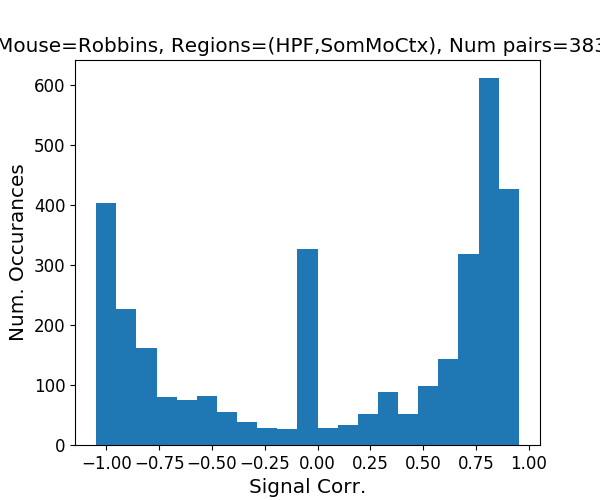 Mouse=Robbins, Regions=(HPF,SomMoCtx), Num pairs=383
600
500
400
300
200
100
0
Num. Occurances
−1.00 −0.75 −0.50 −0.25 0.00 0.25 0.50 0.75 1.00
Signal Corr.